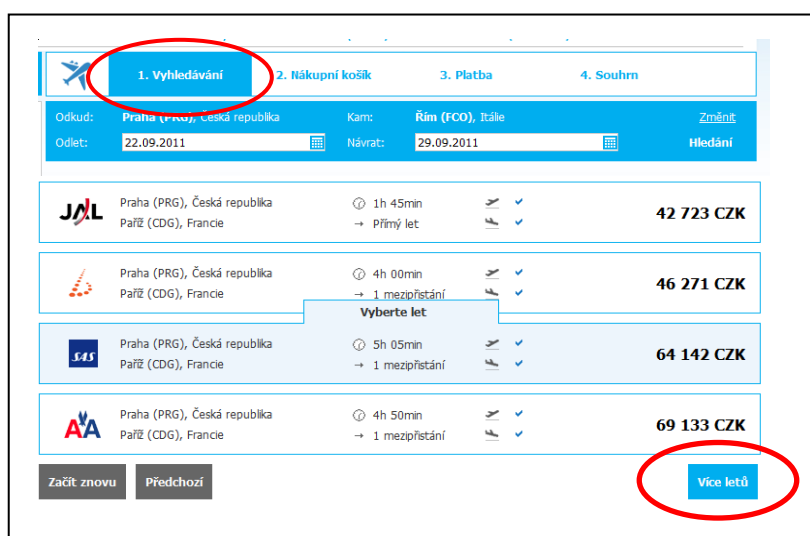 1. Vyhledávání 2. Nákupní košík 3. Platba 4. Souhrn
Odkud: Praha (PRG), Česká republika Kam: Řím (FCO), Itálie Změnit
Odlet: 22.09.2011 Návrat: 29.09.2011 Hledání
JAL Praha (PRG), Česká republika 1h 45min
Paříž (CDG), Francie → Přímý let
42 723 CZK
Praha (PRG), Česká republika 4h 00min
Paříž (CDG), Francie → 1 mezipřistání
46 271 CZK
Vyberte let
SAS Praha (PRG), Česká republika 5h 05min
Paříž (CDG), Francie → 1 mezipřistání
64 142 CZK
AA Praha (PRG), Česká republika 4h 50min
Paříž (CDG), Francie → 1 mezipřistání
69 133 CZK
Začít znovu Předchozí Více letů